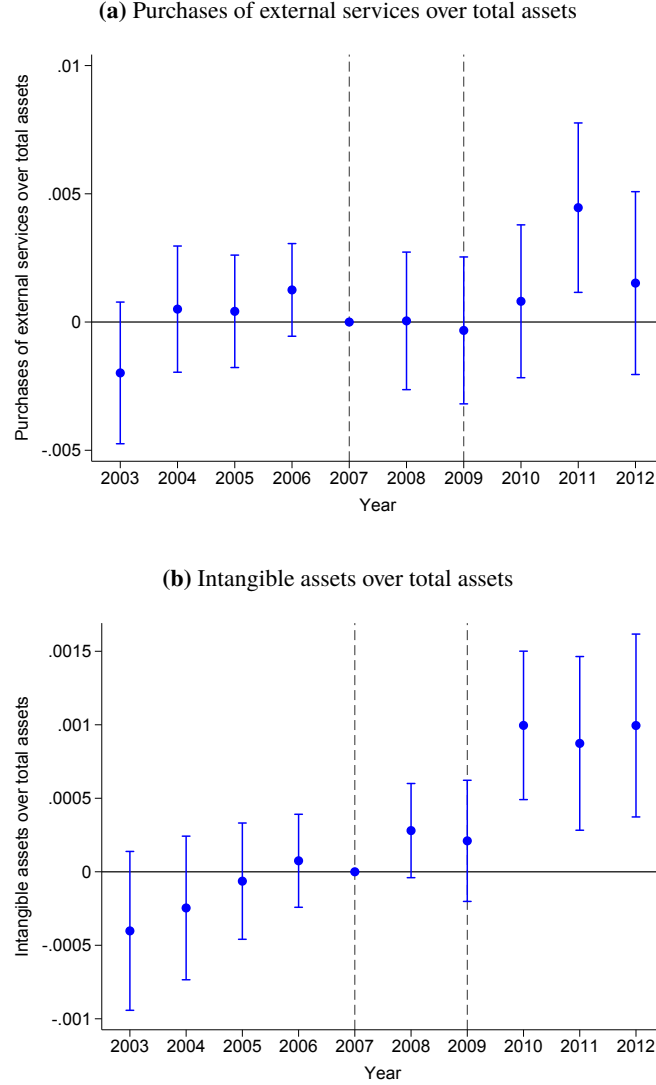 (a) Purchases of external services over total assets
Purchases of external services over total assets
.01
.005
0
-.005
2003 2004 2005 2006 2007 2008 2009 2010 2011 2012
Year
(b) Intangible assets over total assets
Intangible assets over total assets
.0015
.001
.0005
0
-.0005
-.001
2003 2004 2005 2006 2007 2008 2009 2010 2011 2012
Year